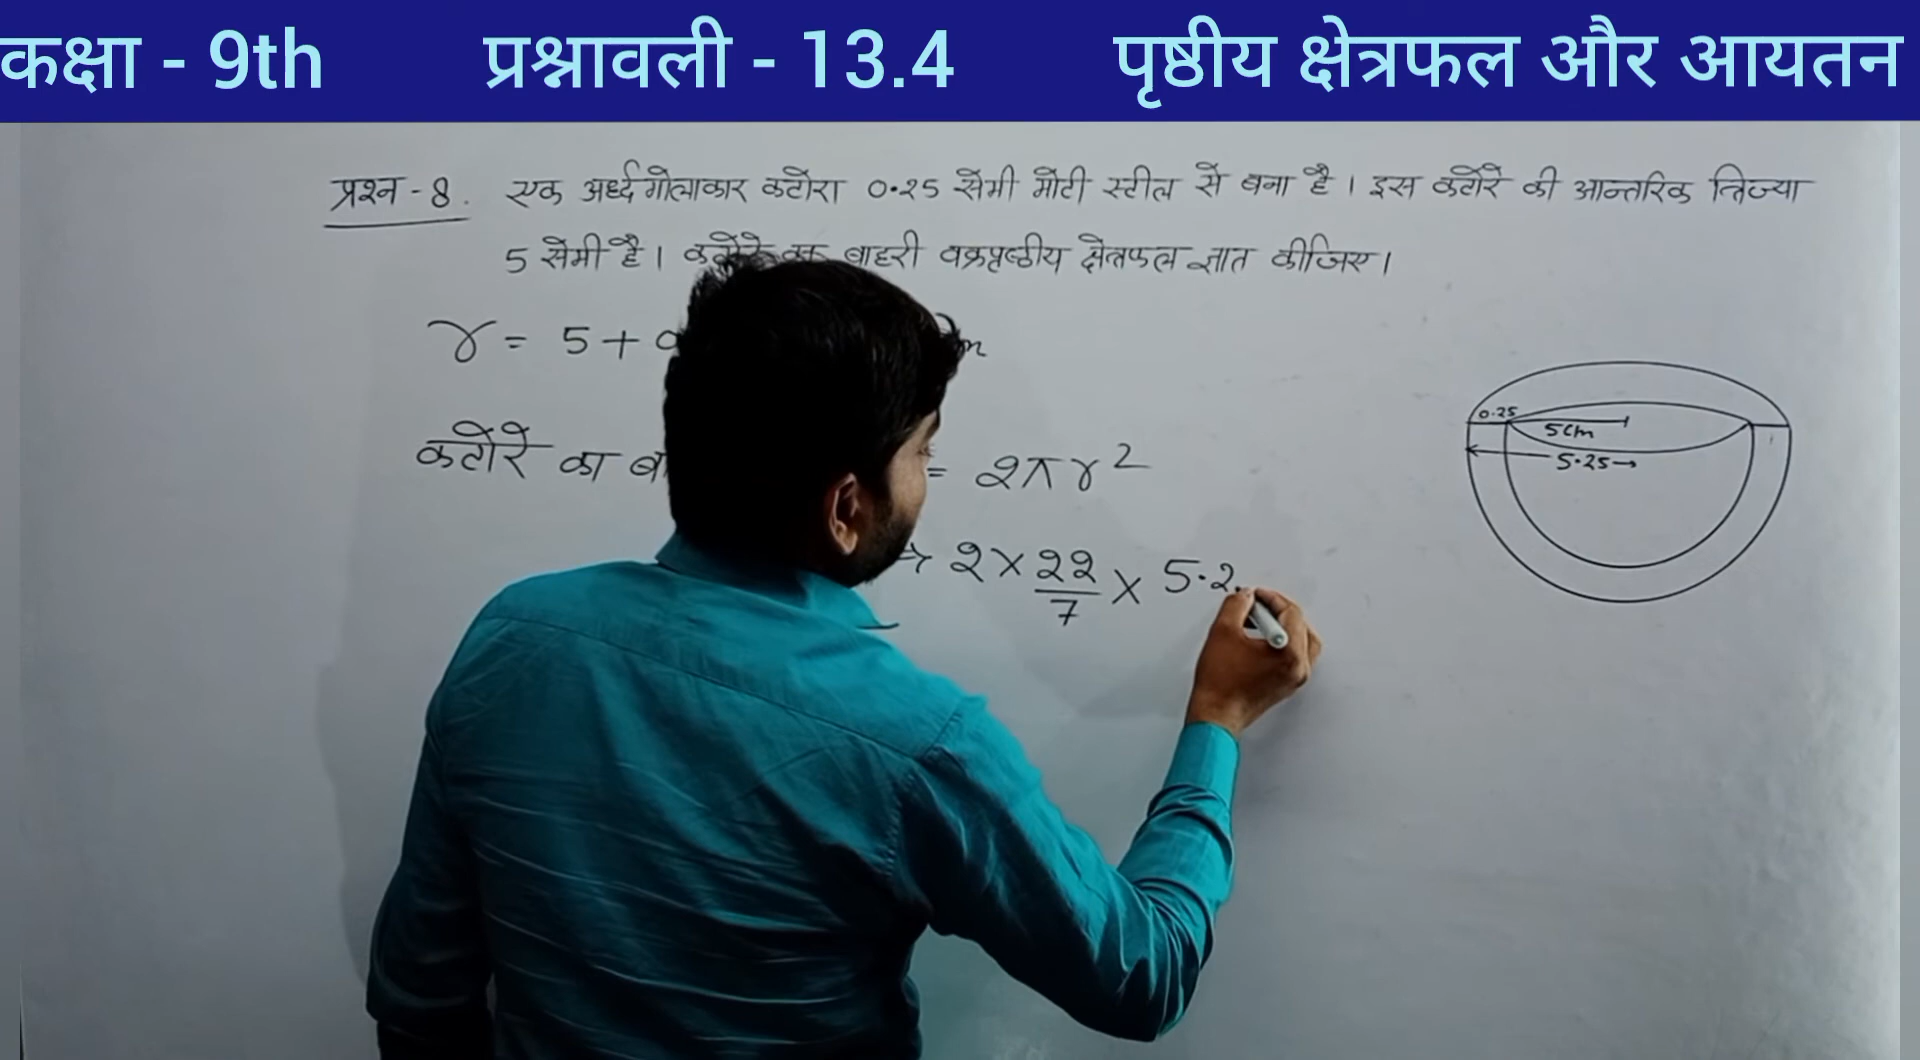 कक्षा - 9th प्रश्नावली - 13.4 पृष्ठीय क्षेत्रफल और आयतन
प्रश्न - 8. एक अर्ध्दगोलाकार कटोरा 0.25 सेमी मोटी स्टील से बना है । इस कटोरे की आन्तरिक त्रिज्या
5 सेमी है । बाहरी वक्रपृष्ठीय क्षेत्रफल ज्ञात कीजिए ।
r = 5 + 0
कटोरे का = 2πr²
⇒ 2 × 22/7 × 5.2
0.25
5cm
5.25